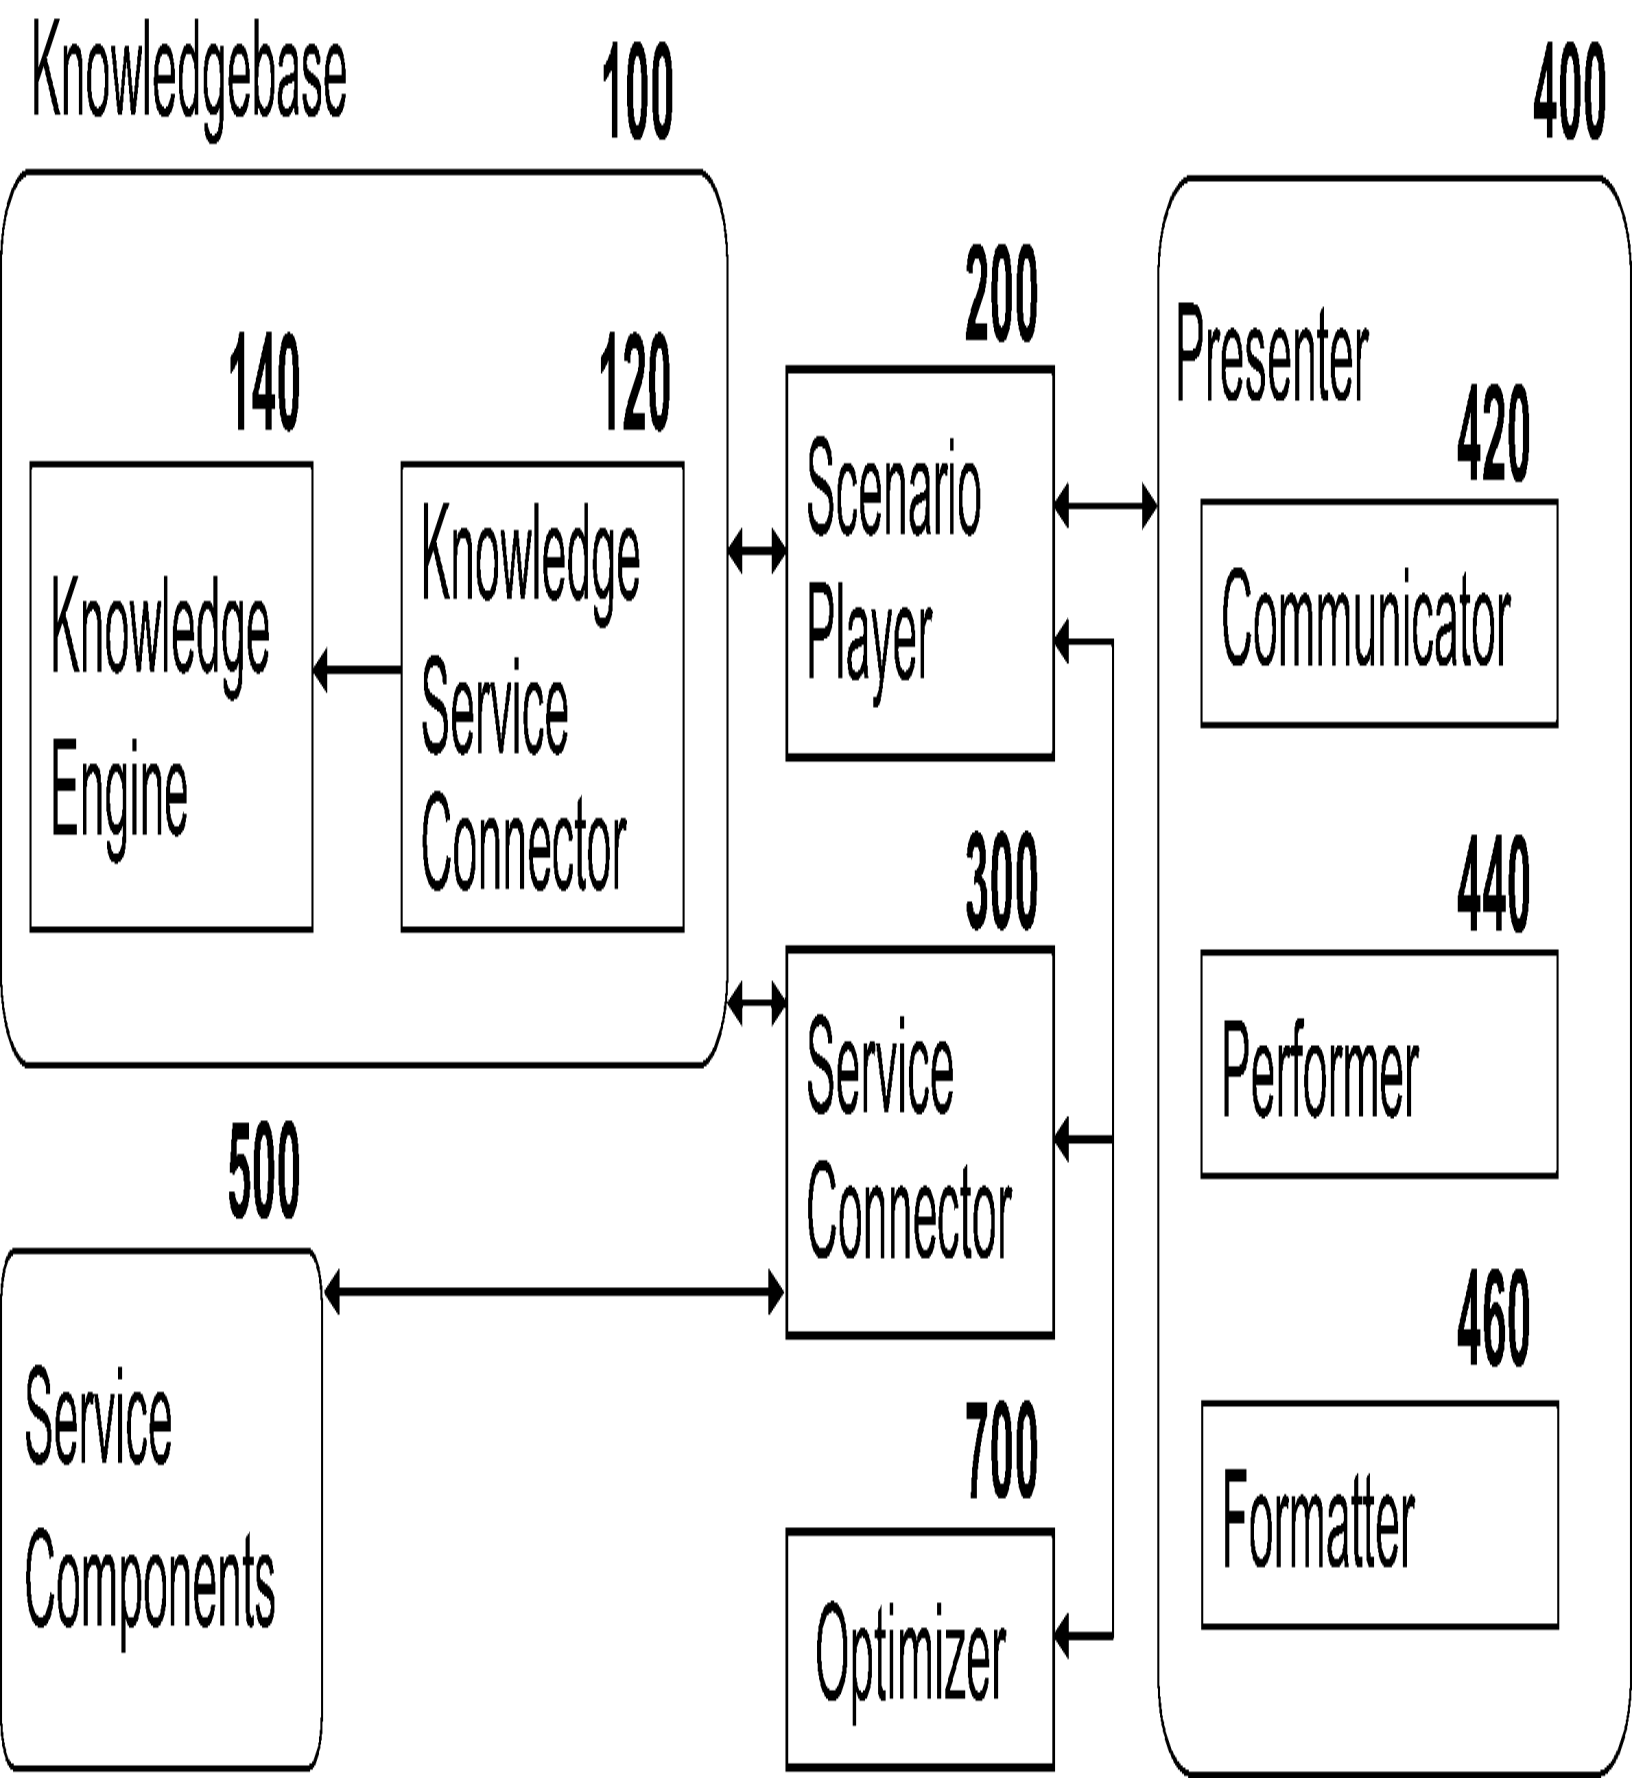 Knowledgebase
100
140
Knowledge
Engine
120
Knowledge
Service
Connector
200
Scenario
Player
300
Service
Connector
500
Service
Components
700
Optimizer
400
Presenter
420
Communicator
440
Performer
460
Formatter